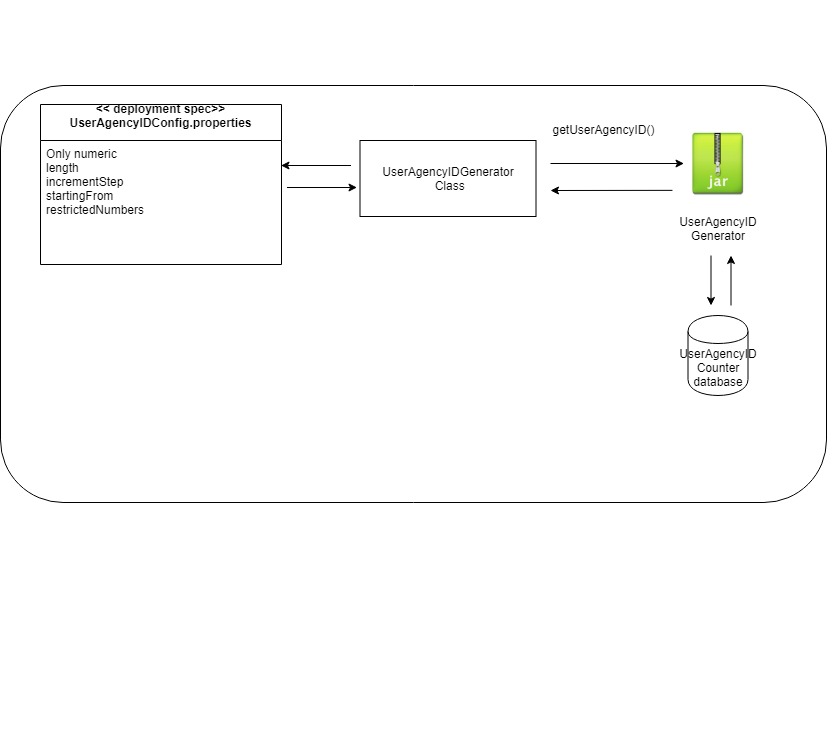 << deployment spec>>
UserAgencyIDConfig.properties
Only numeric
length
incrementStep
startingFrom
restrictedNumbers
UserAgencyIDGenerator
Class
getUserAgencyID()
jar
UserAgencyID
Generator
UserAgencyID
Counter
database